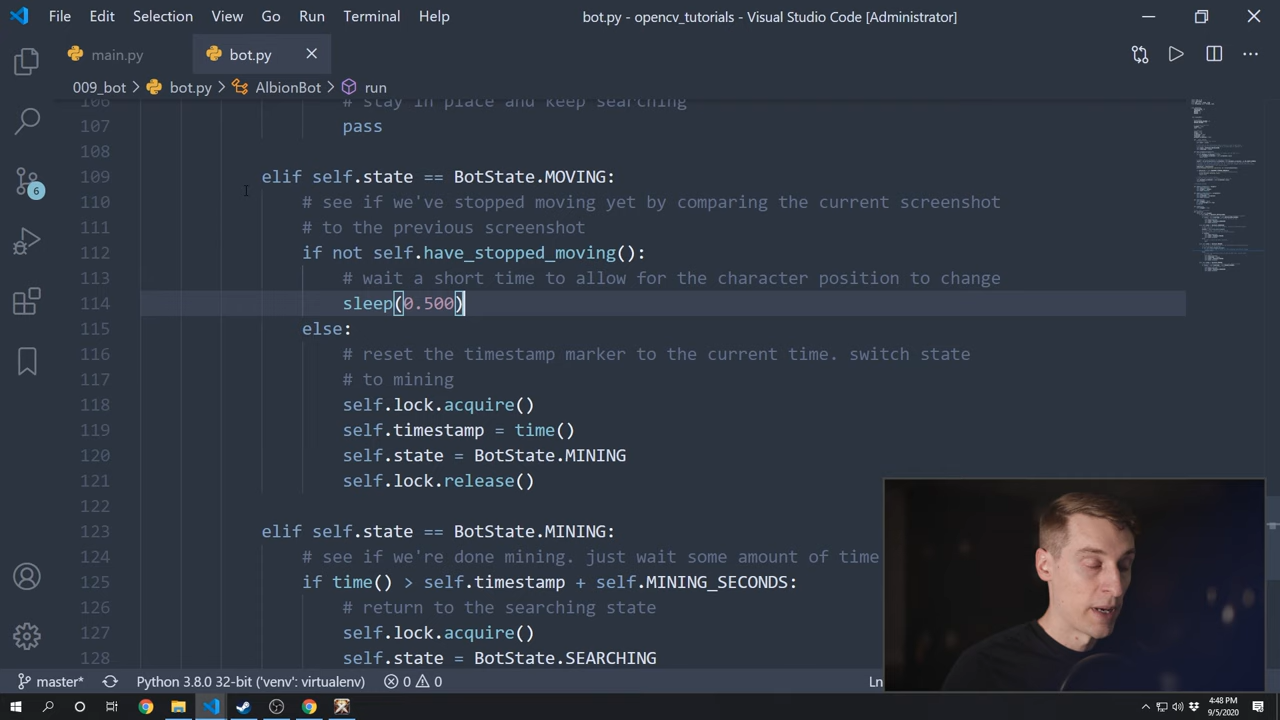 File Edit Selection View Go Run Terminal Help bot.py - opencv_tutorials - Visual Studio Code [Administrator]
main.py bot.py
009_bot > bot.py > AlbionBot > run
106 # stay in place and keep searching
107 pass
108
109 elif self.state == BotState.MOVING:
110 # see if we've stopped moving yet by comparing the current screenshot
111 # to the previous screenshot
112 if not self.have_stopped_moving():
113 # wait a short time to allow for the character position to change
114 sleep(0.500)
115 else:
116 # reset the timestamp marker to the current time. switch state
117 # to mining
118 self.lock.acquire()
119 self.timestamp = time()
120 self.state = BotState.MINING
121 self.lock.release()
122
123 elif self.state == BotState.MINING:
124 # see if we're done mining. just wait some amount of time
125 if time() > self.timestamp + self.MINING_SECONDS:
126 # return to the searching state
127 self.lock.acquire()
128 self.state = BotState.SEARCHING
6
master* Python 3.8.0 32-bit ('venv': virtualenv) 0 0 Ln
4:48 PM
9/5/2020